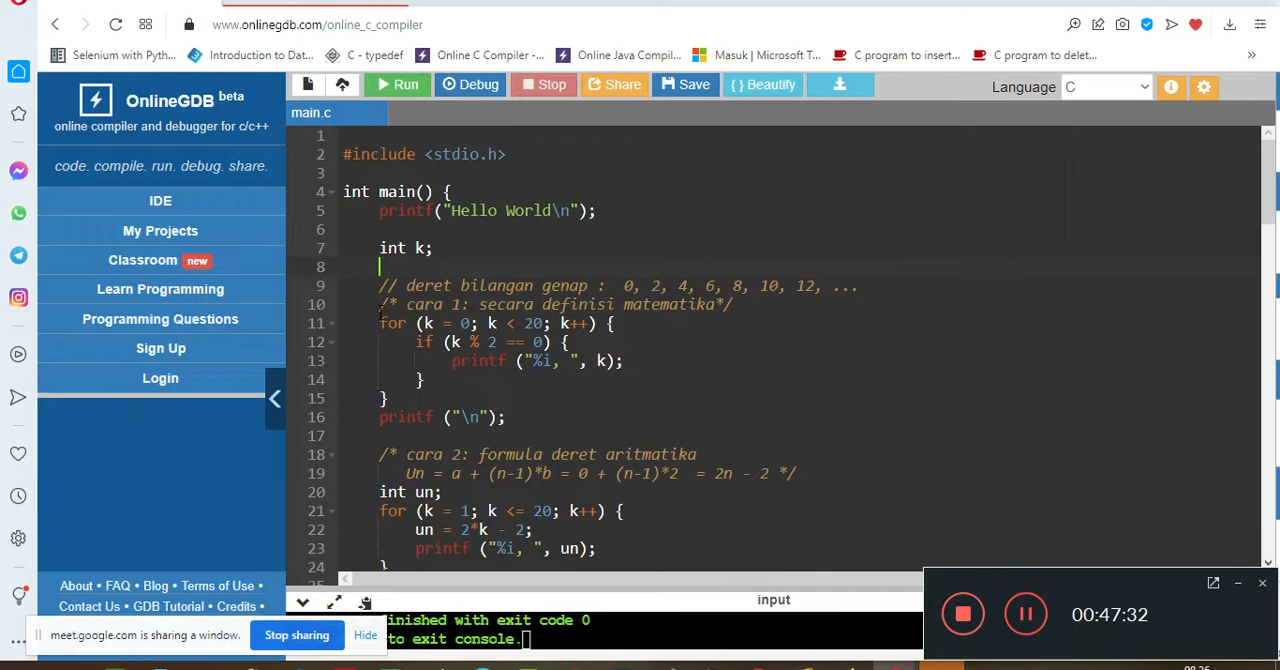 www.onlinegdb.com/online_c_compiler
Selenium with Pyth... Introduction to Dat... C - typedef Online C Compiler -... Online Java Compil... Masuk | Microsoft T... C program to insert... C program to delet... »
OnlineGDB beta
online compiler and debugger for c/c++
code. compile. run. debug. share.
IDE
My Projects
Classroom new
Learn Programming
Programming Questions
Sign Up
Login
About • FAQ • Blog • Terms of Use •
Contact Us • GDB Tutorial • Credits •
Run Debug Stop Share Save { } Beautify Language C
main.c
1
2 #include <stdio.h>
3
4 int main() {
5 printf("Hello World\n");
6
7 int k;
8
9 // deret bilangan genap : 0, 2, 4, 6, 8, 10, 12, ...
10 /* cara 1: secara definisi matematika*/
11 for (k = 0; k < 20; k++) {
12 if (k % 2 == 0) {
13 printf ("%i, ", k);
14 }
15 }
16 printf ("\n");
17
18 /* cara 2: formula deret aritmatika
19 Un = a + (n-1)*b = 0 + (n-1)*2 = 2n - 2 */
20 int un;
21 for (k = 1; k <= 20; k++) {
22 un = 2*k - 2;
23 printf ("%i, ", un);
24 }
input
finished with exit code 0
to exit console.
meet.google.com is sharing a window. Stop sharing Hide
00:47:32